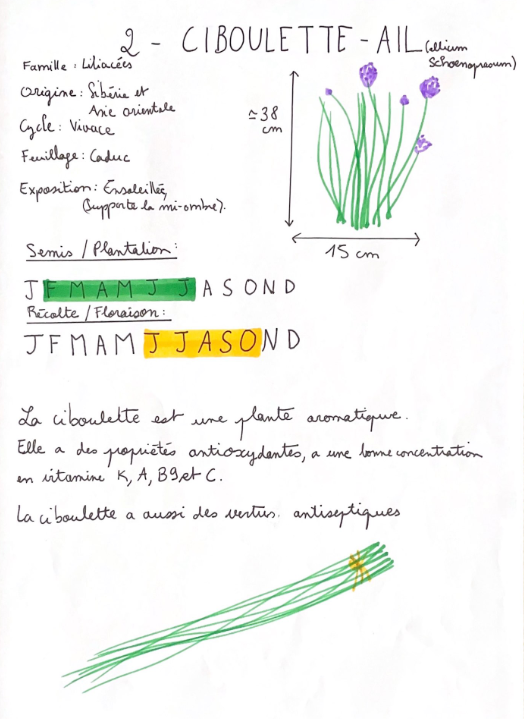 2 - CIBOULETTE - AIL (allium
Schoenopraoum)
Famille : Liliacées
Origine : Sibérie et
Asie orientale
Cycle : Vivace
Feuillage : Caduc
Exposition : Ensoleillée
(supporte la mi-ombre).
≃ 38
cm
15 cm
Semis / Plantation :
J F M A M J J A S O N D
Récolte / Floraison :
J F M A M J J A S O N D
La ciboulette est une plante aromatique.
Elle a des propriétés antioxydantes, a une bonne concentration
en vitamine K, A, B9 et C.
La ciboulette a aussi des vertus antiseptiques